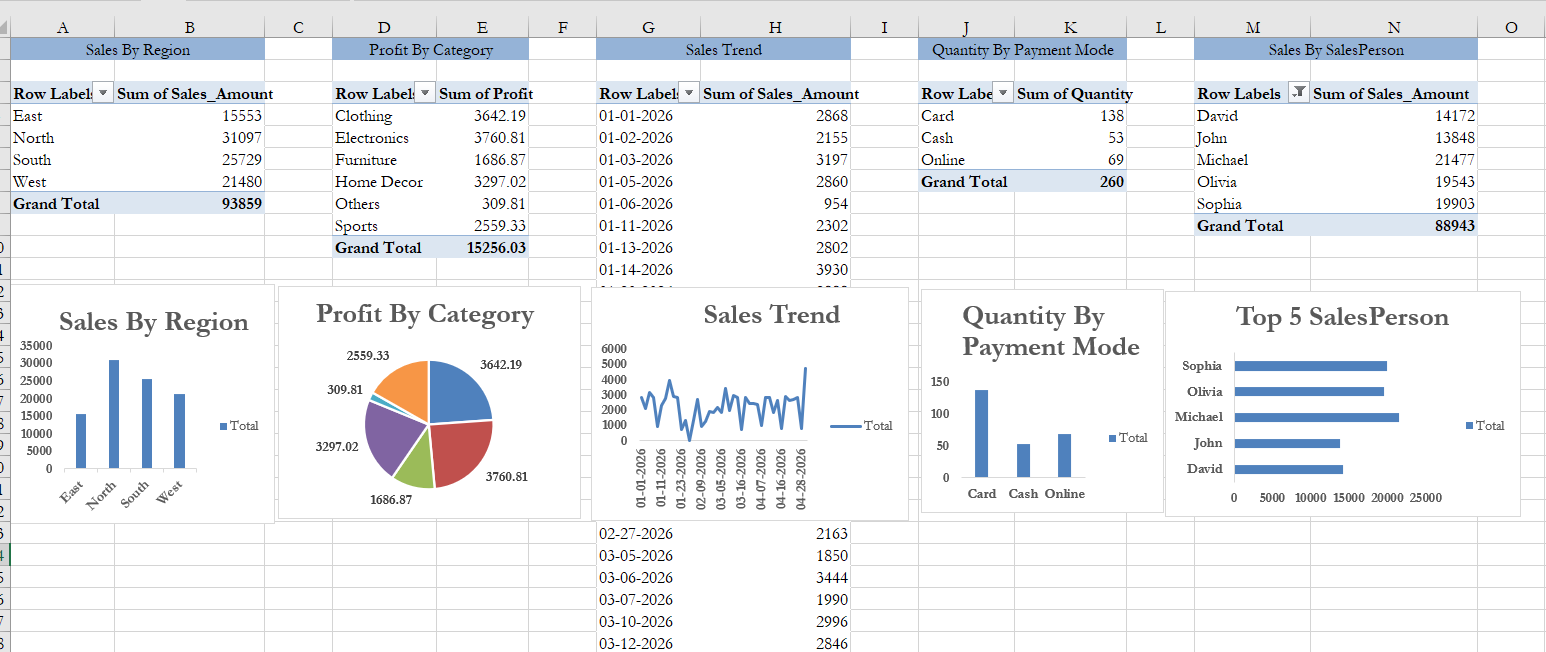 A B C D E F G H I J K L M N O
Sales By Region Profit By Category Sales Trend Quantity By Payment Mode Sales By SalesPerson
Row Labels Sum of Sales_Amount Row Labels Sum of Profit Row Labels Sum of Sales_Amount Row Labe Sum of Quantity Row Labels Sum of Sales_Amount
East 15553 Clothing 3642.19 01-01-2026 2868 Card 138 David 14172
North 31097 Electronics 3760.81 01-02-2026 2155 Cash 53 John 13848
South 25729 Furniture 1686.87 01-03-2026 3197 Online 69 Michael 21477
West 21480 Home Decor 3297.02 01-05-2026 2860 Grand Total 260 Olivia 19543
Grand Total 93859 Others 309.81 01-06-2026 954 Sophia 19903
Sports 2559.33 01-11-2026 2302 Grand Total 88943
Grand Total 15256.03 01-13-2026 2802
01-14-2026 3930
Sales By Region
35000
30000
25000
20000
15000
10000
5000
0
East North South West
Total
Profit By Category
2559.33 3642.19
309.81
3297.02
3760.81
1686.87
Sales Trend
6000
5000
4000
3000
2000
1000
0
01-01-2026 01-11-2026 01-23-2026 02-09-2026 03-05-2026 03-16-2026 04-07-2026 04-16-2026 04-28-2026
Total
Quantity By
Payment Mode
150
100
50
0
Card Cash Online
Total
Top 5 SalesPerson
Sophia
Olivia
Michael
John
David
0 5000 10000 15000 20000 25000
Total
02-27-2026 2163
03-05-2026 1850
03-06-2026 3444
03-07-2026 1990
03-10-2026 2996
03-12-2026 2846